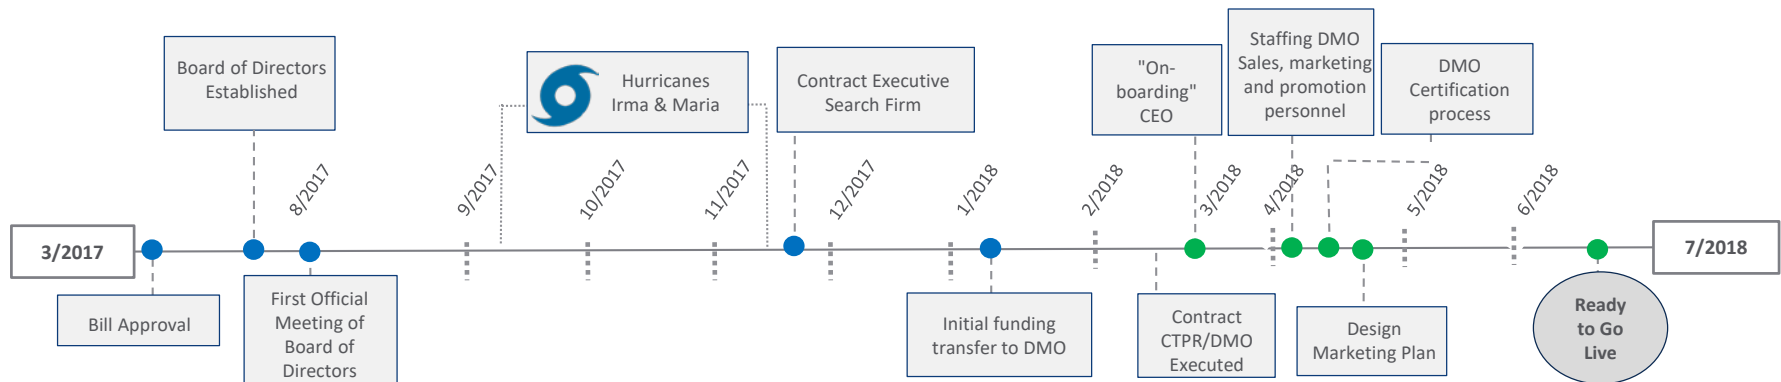 Board of Directors
Established
Hurricanes
Irma & Maria
Contract Executive
Search Firm
"On-
boarding"
CEO
Staffing DMO
Sales, marketing
and promotion
personnel
DMO
Certification
process
8/2017
9/2017
10/2017
11/2017
12/2017
1/2018
2/2018
3/2018
4/2018
5/2018
6/2018
3/2017
7/2018
Bill Approval
First Official
Meeting of
Board of
Directors
Initial funding
transfer to DMO
Contract
CTPR/DMO
Executed
Design
Marketing Plan
Ready
to Go
Live